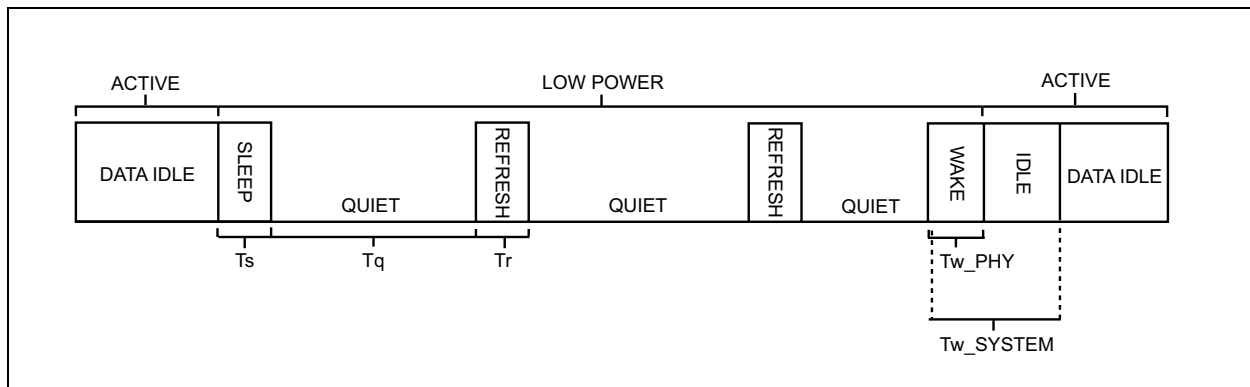 ACTIVE LOW POWER ACTIVE
DATA IDLE SLEEP REFRESH REFRESH WAKE IDLE DATA IDLE
QUIET QUIET QUIET
Ts Tq Tr Tw_PHY
Tw_SYSTEM